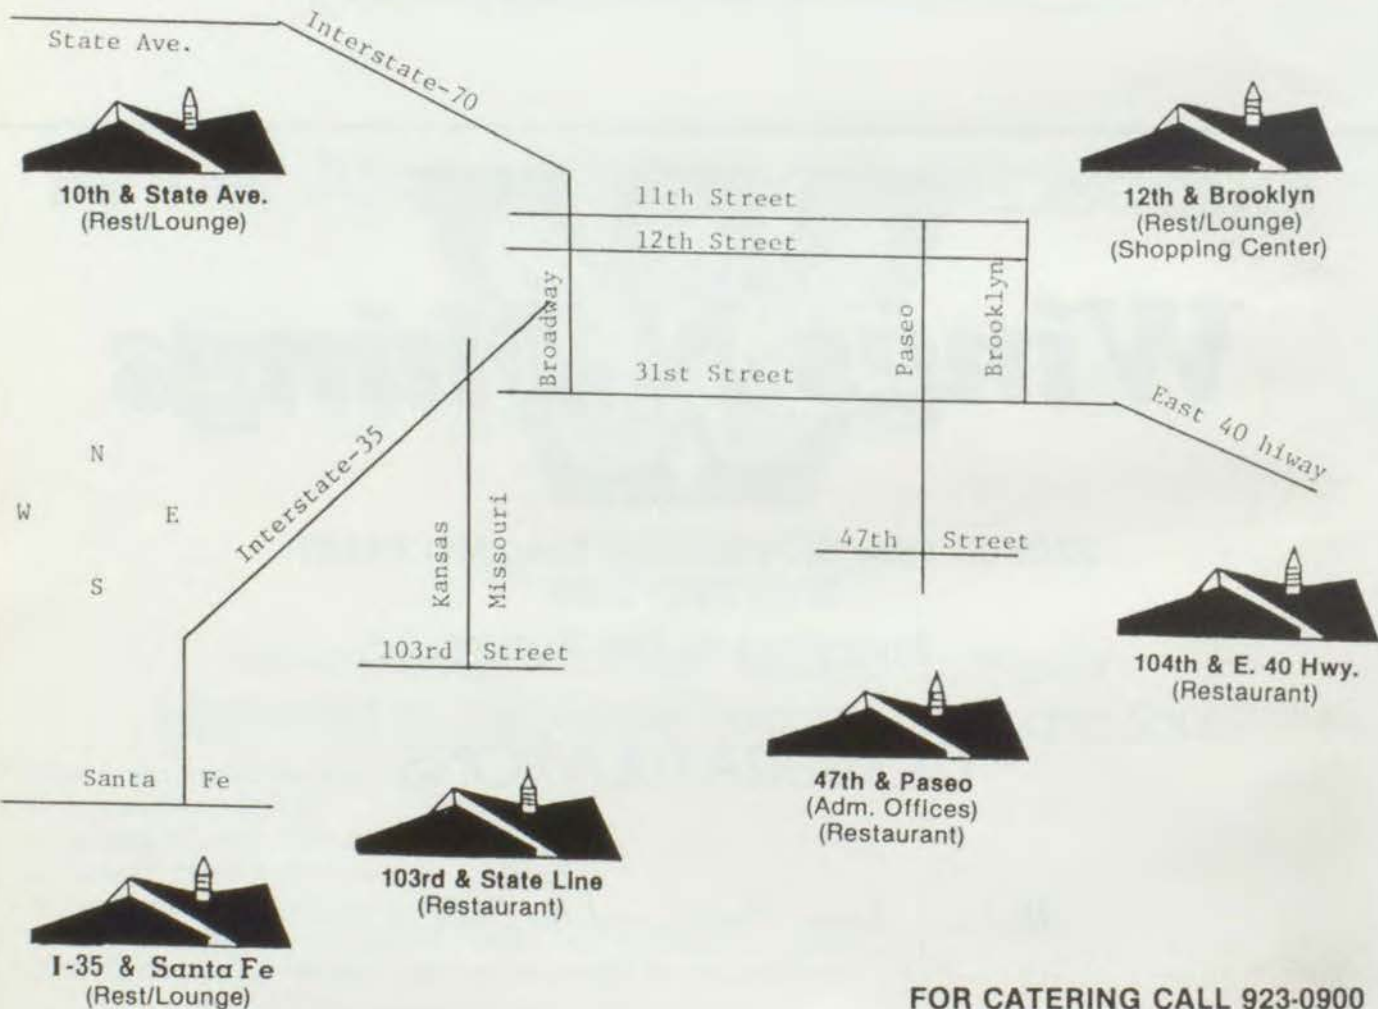 State Ave.
Interstate-70
10th & State Ave.
(Rest/Lounge)
12th & Brooklyn
(Rest/Lounge)
(Shopping Center)
11th Street
12th Street
Broadway
Paseo
Brooklyn
31st Street
East 40 hiway
N
W E
S
Interstate-35
Kansas
Missouri
47th Street
103rd Street
104th & E. 40 Hwy.
(Restaurant)
Santa Fe
47th & Paseo
(Adm. Offices)
(Restaurant)
103rd & State Line
(Restaurant)
I-35 & Santa Fe
(Rest/Lounge)
FOR CATERING CALL 923-0900